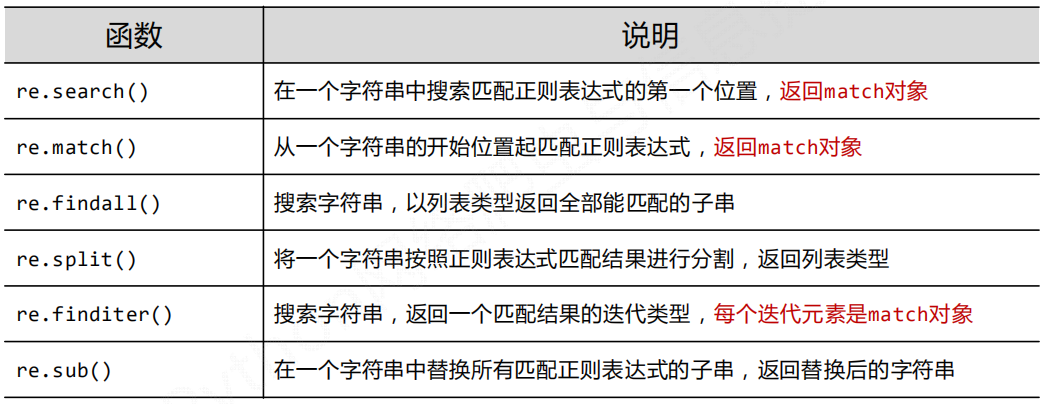 函数 说明
re.search() 在一个字符串中搜索匹配正则表达式的第一个位置，返回match对象
re.match() 从一个字符串的开始位置起匹配正则表达式，返回match对象
re.findall() 搜索字符串，以列表类型返回全部能匹配的子串
re.split() 将一个字符串按照正则表达式匹配结果进行分割，返回列表类型
re.finditer() 搜索字符串，返回一个匹配结果的迭代类型，每个迭代元素是match对象
re.sub() 在一个字符串中替换所有匹配正则表达式的子串，返回替换后的字符串